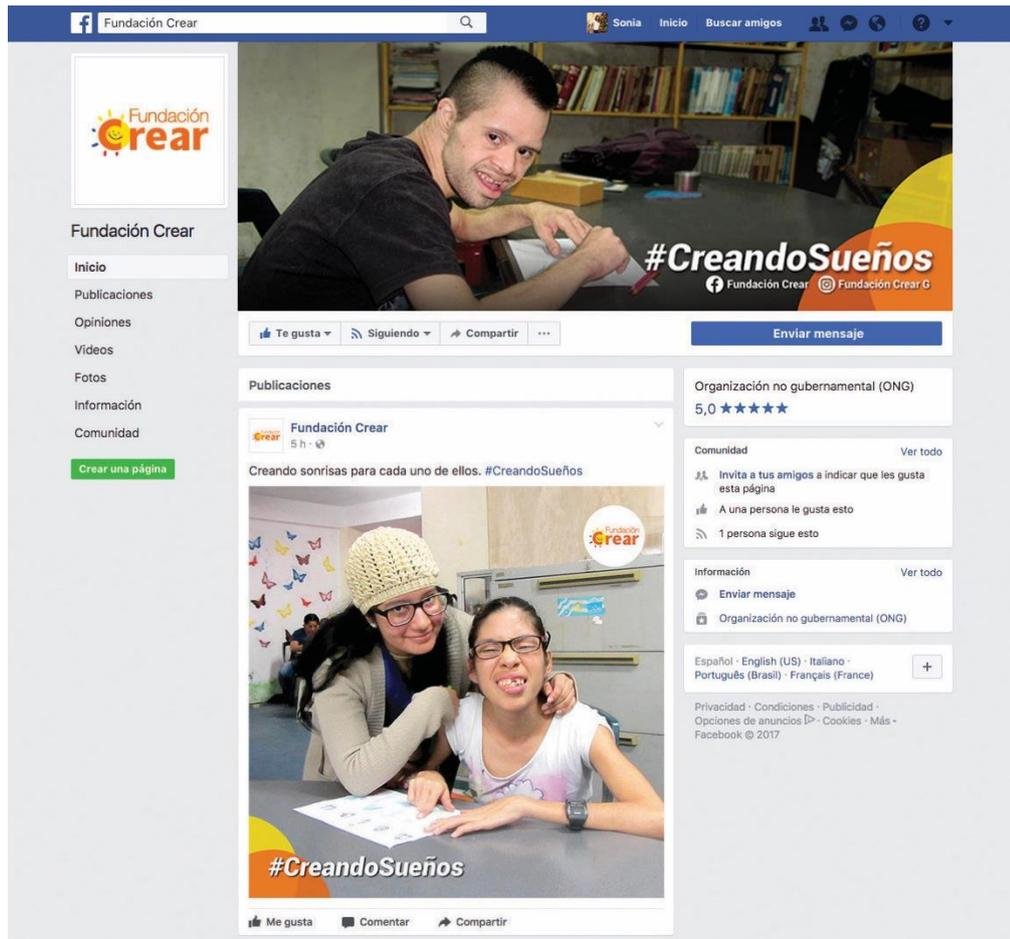 Fundación Crear
Sonia Inicio Buscar amigos
Fundación
Crear
Fundación Crear
Inicio
Publicaciones
Opiniones
Videos
Fotos
Información
Comunidad
Crear una página
#CreandoSueños
Fundación Crear Fundación Crear G
Te gusta Siguiendo Compartir ...
Enviar mensaje
Publicaciones
Crear
Fundación Crear
5 h ·
Creando sonrisas para cada uno de ellos. #CreandoSueños
Fundación
Crear
#CreandoSueños
Me gusta Comentar Compartir
Organización no gubernamental (ONG)
5,0 ★★★★★
Comunidad Ver todo
Invita a tus amigos a indicar que les gusta
esta página
A una persona le gusta esto
1 persona sigue esto
Información Ver todo
Enviar mensaje
Organización no gubernamental (ONG)
Español · English (US) · Italiano ·
Português (Brasil) · Français (France)
+
Privacidad · Condiciones · Publicidad ·
Opciones de anuncios · Cookies · Más
Facebook © 2017